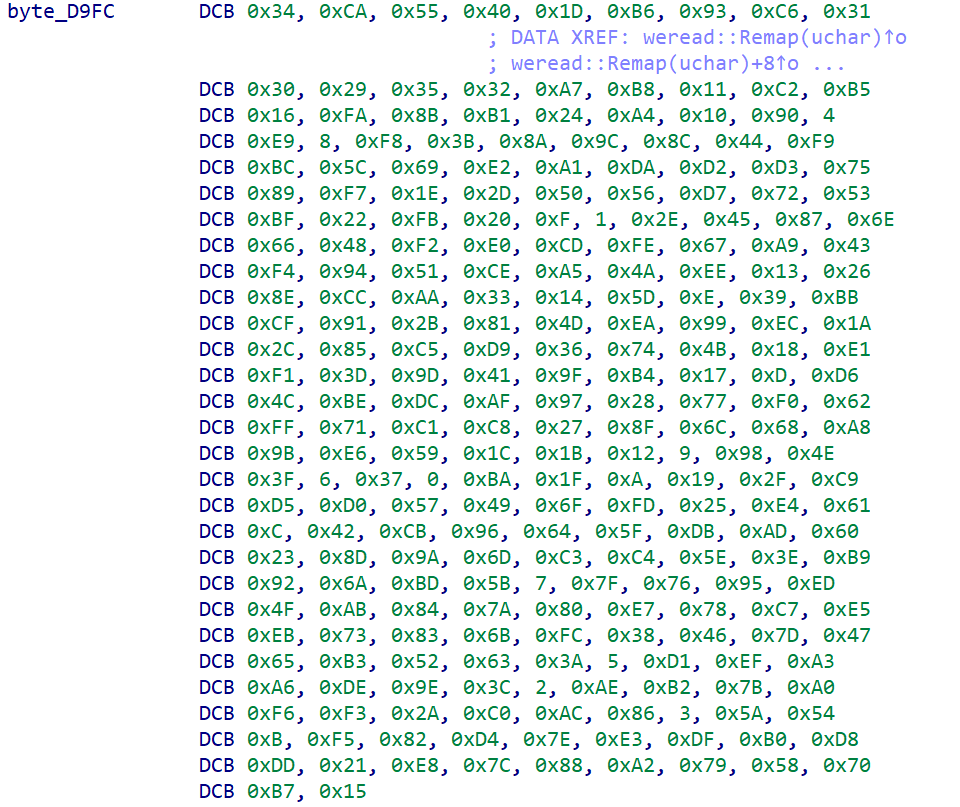 byte_D9FC DCB 0x34, 0xCA, 0x55, 0x40, 0x1D, 0xB6, 0x93, 0xC6, 0x31
; DATA XREF: weread::Remap(uchar)↑o
; weread::Remap(uchar)+8↑o ...
DCB 0x30, 0x29, 0x35, 0x32, 0xA7, 0xB8, 0x11, 0xC2, 0xB5
DCB 0x16, 0xFA, 0x8B, 0xB1, 0x24, 0xA4, 0x10, 0x90, 4
DCB 0xE9, 8, 0xF8, 0x3B, 0x8A, 0x9C, 0x8C, 0x44, 0xF9
DCB 0xBC, 0x5C, 0x69, 0xE2, 0xA1, 0xDA, 0xD2, 0xD3, 0x75
DCB 0x89, 0xF7, 0x1E, 0x2D, 0x50, 0x56, 0xD7, 0x72, 0x53
DCB 0xBF, 0x22, 0xFB, 0x20, 0xF, 1, 0x2E, 0x45, 0x87, 0x6E
DCB 0x66, 0x48, 0xF2, 0xE0, 0xCD, 0xFE, 0x67, 0xA9, 0x43
DCB 0xF4, 0x94, 0x51, 0xCE, 0xA5, 0x4A, 0xEE, 0x13, 0x26
DCB 0x8E, 0xCC, 0xAA, 0x33, 0x14, 0x5D, 0xE, 0x39, 0xBB
DCB 0xCF, 0x91, 0x2B, 0x81, 0x4D, 0xEA, 0x99, 0xEC, 0x1A
DCB 0x2C, 0x85, 0xC5, 0xD9, 0x36, 0x74, 0x4B, 0x18, 0xE1
DCB 0xF1, 0x3D, 0x9D, 0x41, 0x9F, 0xB4, 0x17, 0xD, 0xD6
DCB 0x4C, 0xBE, 0xDC, 0xAF, 0x97, 0x28, 0x77, 0xF0, 0x62
DCB 0xFF, 0x71, 0xC1, 0xC8, 0x27, 0x8F, 0x6C, 0x68, 0xA8
DCB 0x9B, 0xE6, 0x59, 0x1C, 0x1B, 0x12, 9, 0x98, 0x4E
DCB 0x3F, 6, 0x37, 0, 0xBA, 0x1F, 0xA, 0x19, 0x2F, 0xC9
DCB 0xD5, 0xD0, 0x57, 0x49, 0x6F, 0xFD, 0x25, 0xE4, 0x61
DCB 0xC, 0x42, 0xCB, 0x96, 0x64, 0x5F, 0xDB, 0xAD, 0x60
DCB 0x23, 0x8D, 0x9A, 0x6D, 0xC3, 0xC4, 0x5E, 0x3E, 0xB9
DCB 0x92, 0x6A, 0xBD, 0x5B, 7, 0x7F, 0x76, 0x95, 0xED
DCB 0x4F, 0xAB, 0x84, 0x7A, 0x80, 0xE7, 0x78, 0xC7, 0xE5
DCB 0xEB, 0x73, 0x83, 0x6B, 0xFC, 0x38, 0x46, 0x7D, 0x47
DCB 0x65, 0xB3, 0x52, 0x63, 0x3A, 5, 0xD1, 0xEF, 0xA3
DCB 0xA6, 0xDE, 0x9E, 0x3C, 2, 0xAE, 0xB2, 0x7B, 0xA0
DCB 0xF6, 0xF3, 0x2A, 0xC0, 0xAC, 0x86, 3, 0x5A, 0x54
DCB 0xB, 0xF5, 0x82, 0xD4, 0x7E, 0xE3, 0xDF, 0xB0, 0xD8
DCB 0xDD, 0x21, 0xE8, 0x7C, 0x88, 0xA2, 0x79, 0x58, 0x70
DCB 0xB7, 0x15